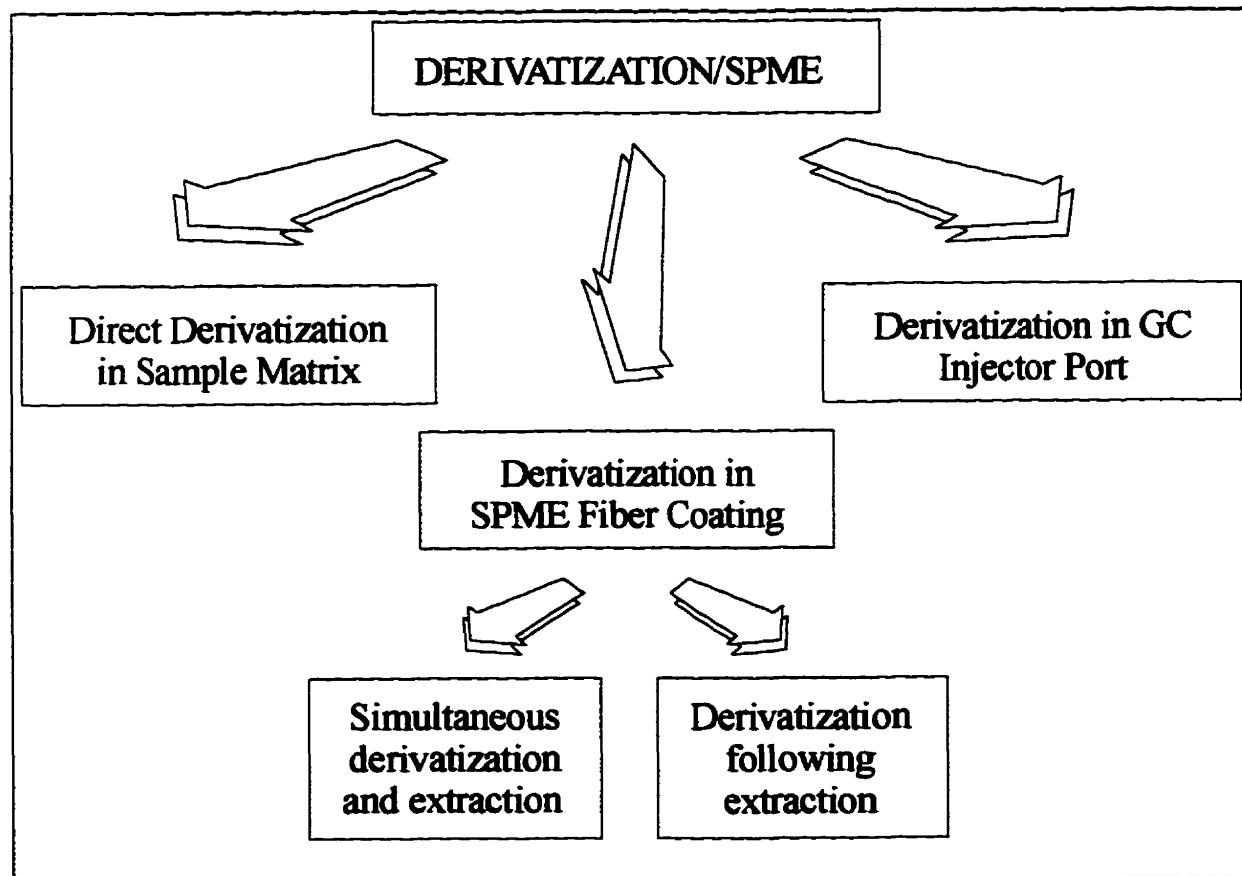 DERIVATIZATION/SPME
Direct Derivatization
in Sample Matrix
Derivatization in GC
Injector Port
Derivatization in
SPME Fiber Coating
Simultaneous
derivatization
and extraction
Derivatization
following
extraction